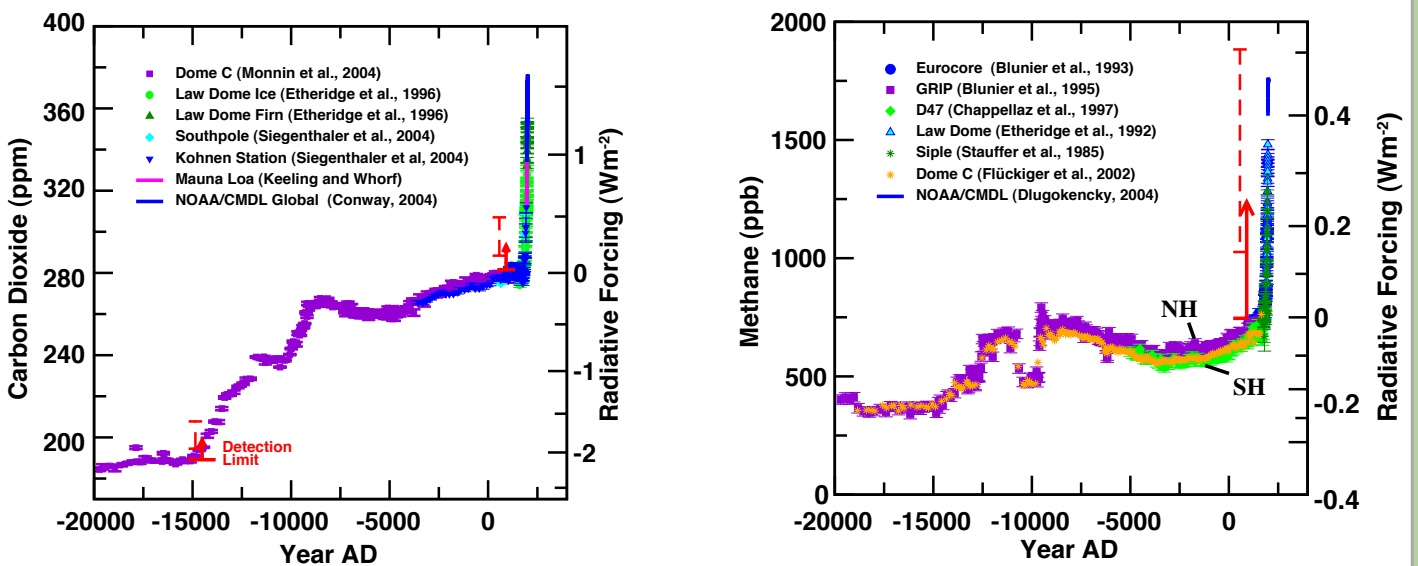 400
360
320
280
240
200
Carbon Dioxide (ppm)
Dome C (Monnin et al., 2004)
Law Dome Ice (Etheridge et al., 1996)
Law Dome Firn (Etheridge et al., 1996)
Southpole (Siegenthaler et al., 2004)
Kohnen Station (Siegenthaler et al, 2004)
Mauna Loa (Keeling and Whorf)
NOAA/CMDL Global (Conway, 2004)
Detection
Limit
1
0
-1
-2
Radiative Forcing (Wm-2)
-20000 -15000 -10000 -5000 0
Year AD
2000
1500
1000
500
0
Methane (ppb)
Eurocore (Blunier et al., 1993)
GRIP (Blunier et al., 1995)
D47 (Chappellaz et al., 1997)
Law Dome (Etheridge et al., 1992)
Siple (Stauffer et al., 1985)
Dome C (Flückiger et al., 2002)
NOAA/CMDL (Dlugokencky, 2004)
NH
SH
0.4
0.2
0
-0.2
-0.4
Radiative Forcing (Wm-2)
-20000 -15000 -10000 -5000 0
Year AD